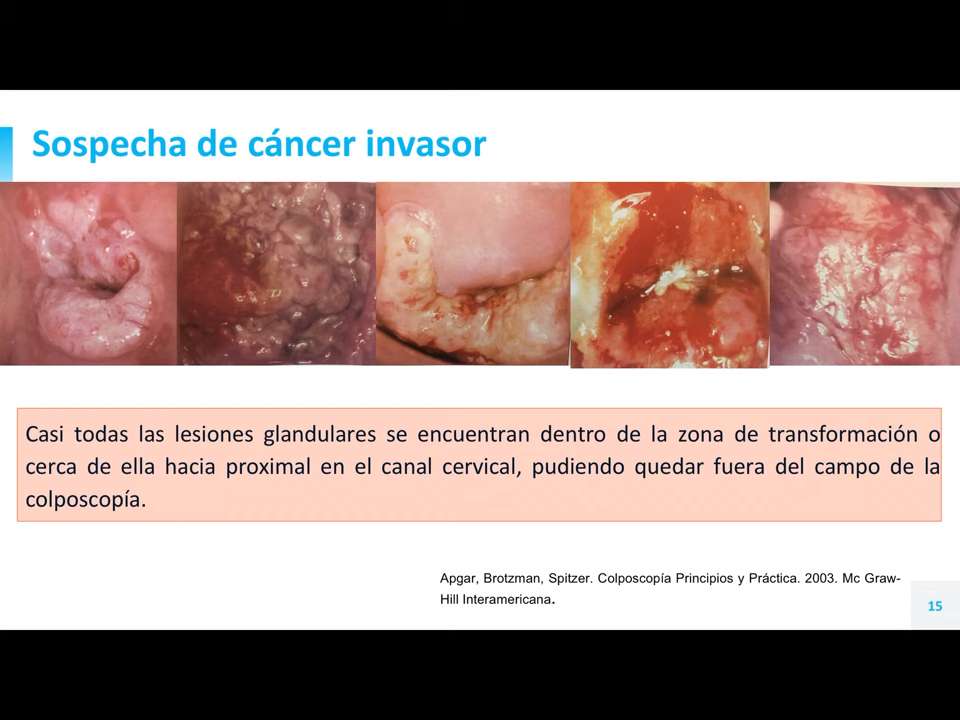 Sospecha de cáncer invasor
Casi todas las lesiones glandulares se encuentran dentro de la zona de transformación o
cerca de ella hacia proximal en el canal cervical, pudiendo quedar fuera del campo de la
colposcopía.
Apgar, Brotzman, Spitzer. Colposcopía Principios y Práctica. 2003. Mc Graw-
Hill Interamericana.
15